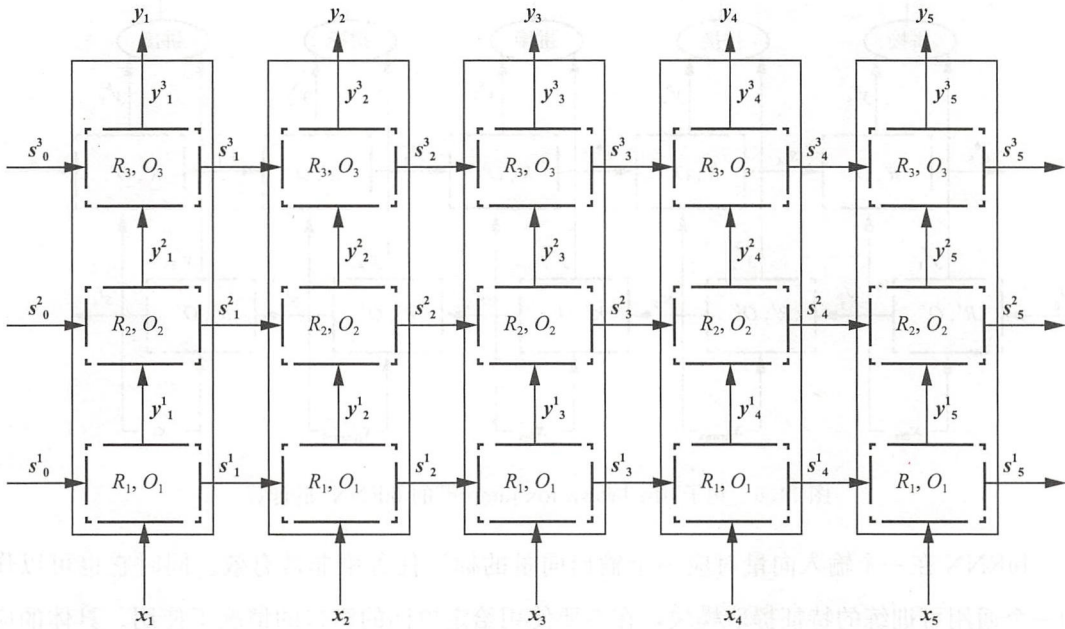 y₁ y₂ y₃ y₄ y₅
y³₁ y³₂ y³₃ y³₄ y³₅
s³₀ s³₁ s³₂ s³₃ s³₄ s³₅
R₃, O₃ R₃, O₃ R₃, O₃ R₃, O₃ R₃, O₃
y²₁ y²₂ y²₃ y²₄ y²₅
s²₀ s²₁ s²₂ s²₃ s² s²₅
R₂, O₂ R₂, O₂ R₂, O₂ R₂, O₂ R₂, O₂
y¹₁ y¹₂ y¹₃ y¹₄ y¹₅
s¹₀ s¹₁ s¹₂ s¹₃ s¹₄ s¹₅
R₁, O₁ R₁, O₁ R₁, O₁ R₁, O₁ R₁, O₁
x₁ x₂ x₃ x₄ x₅